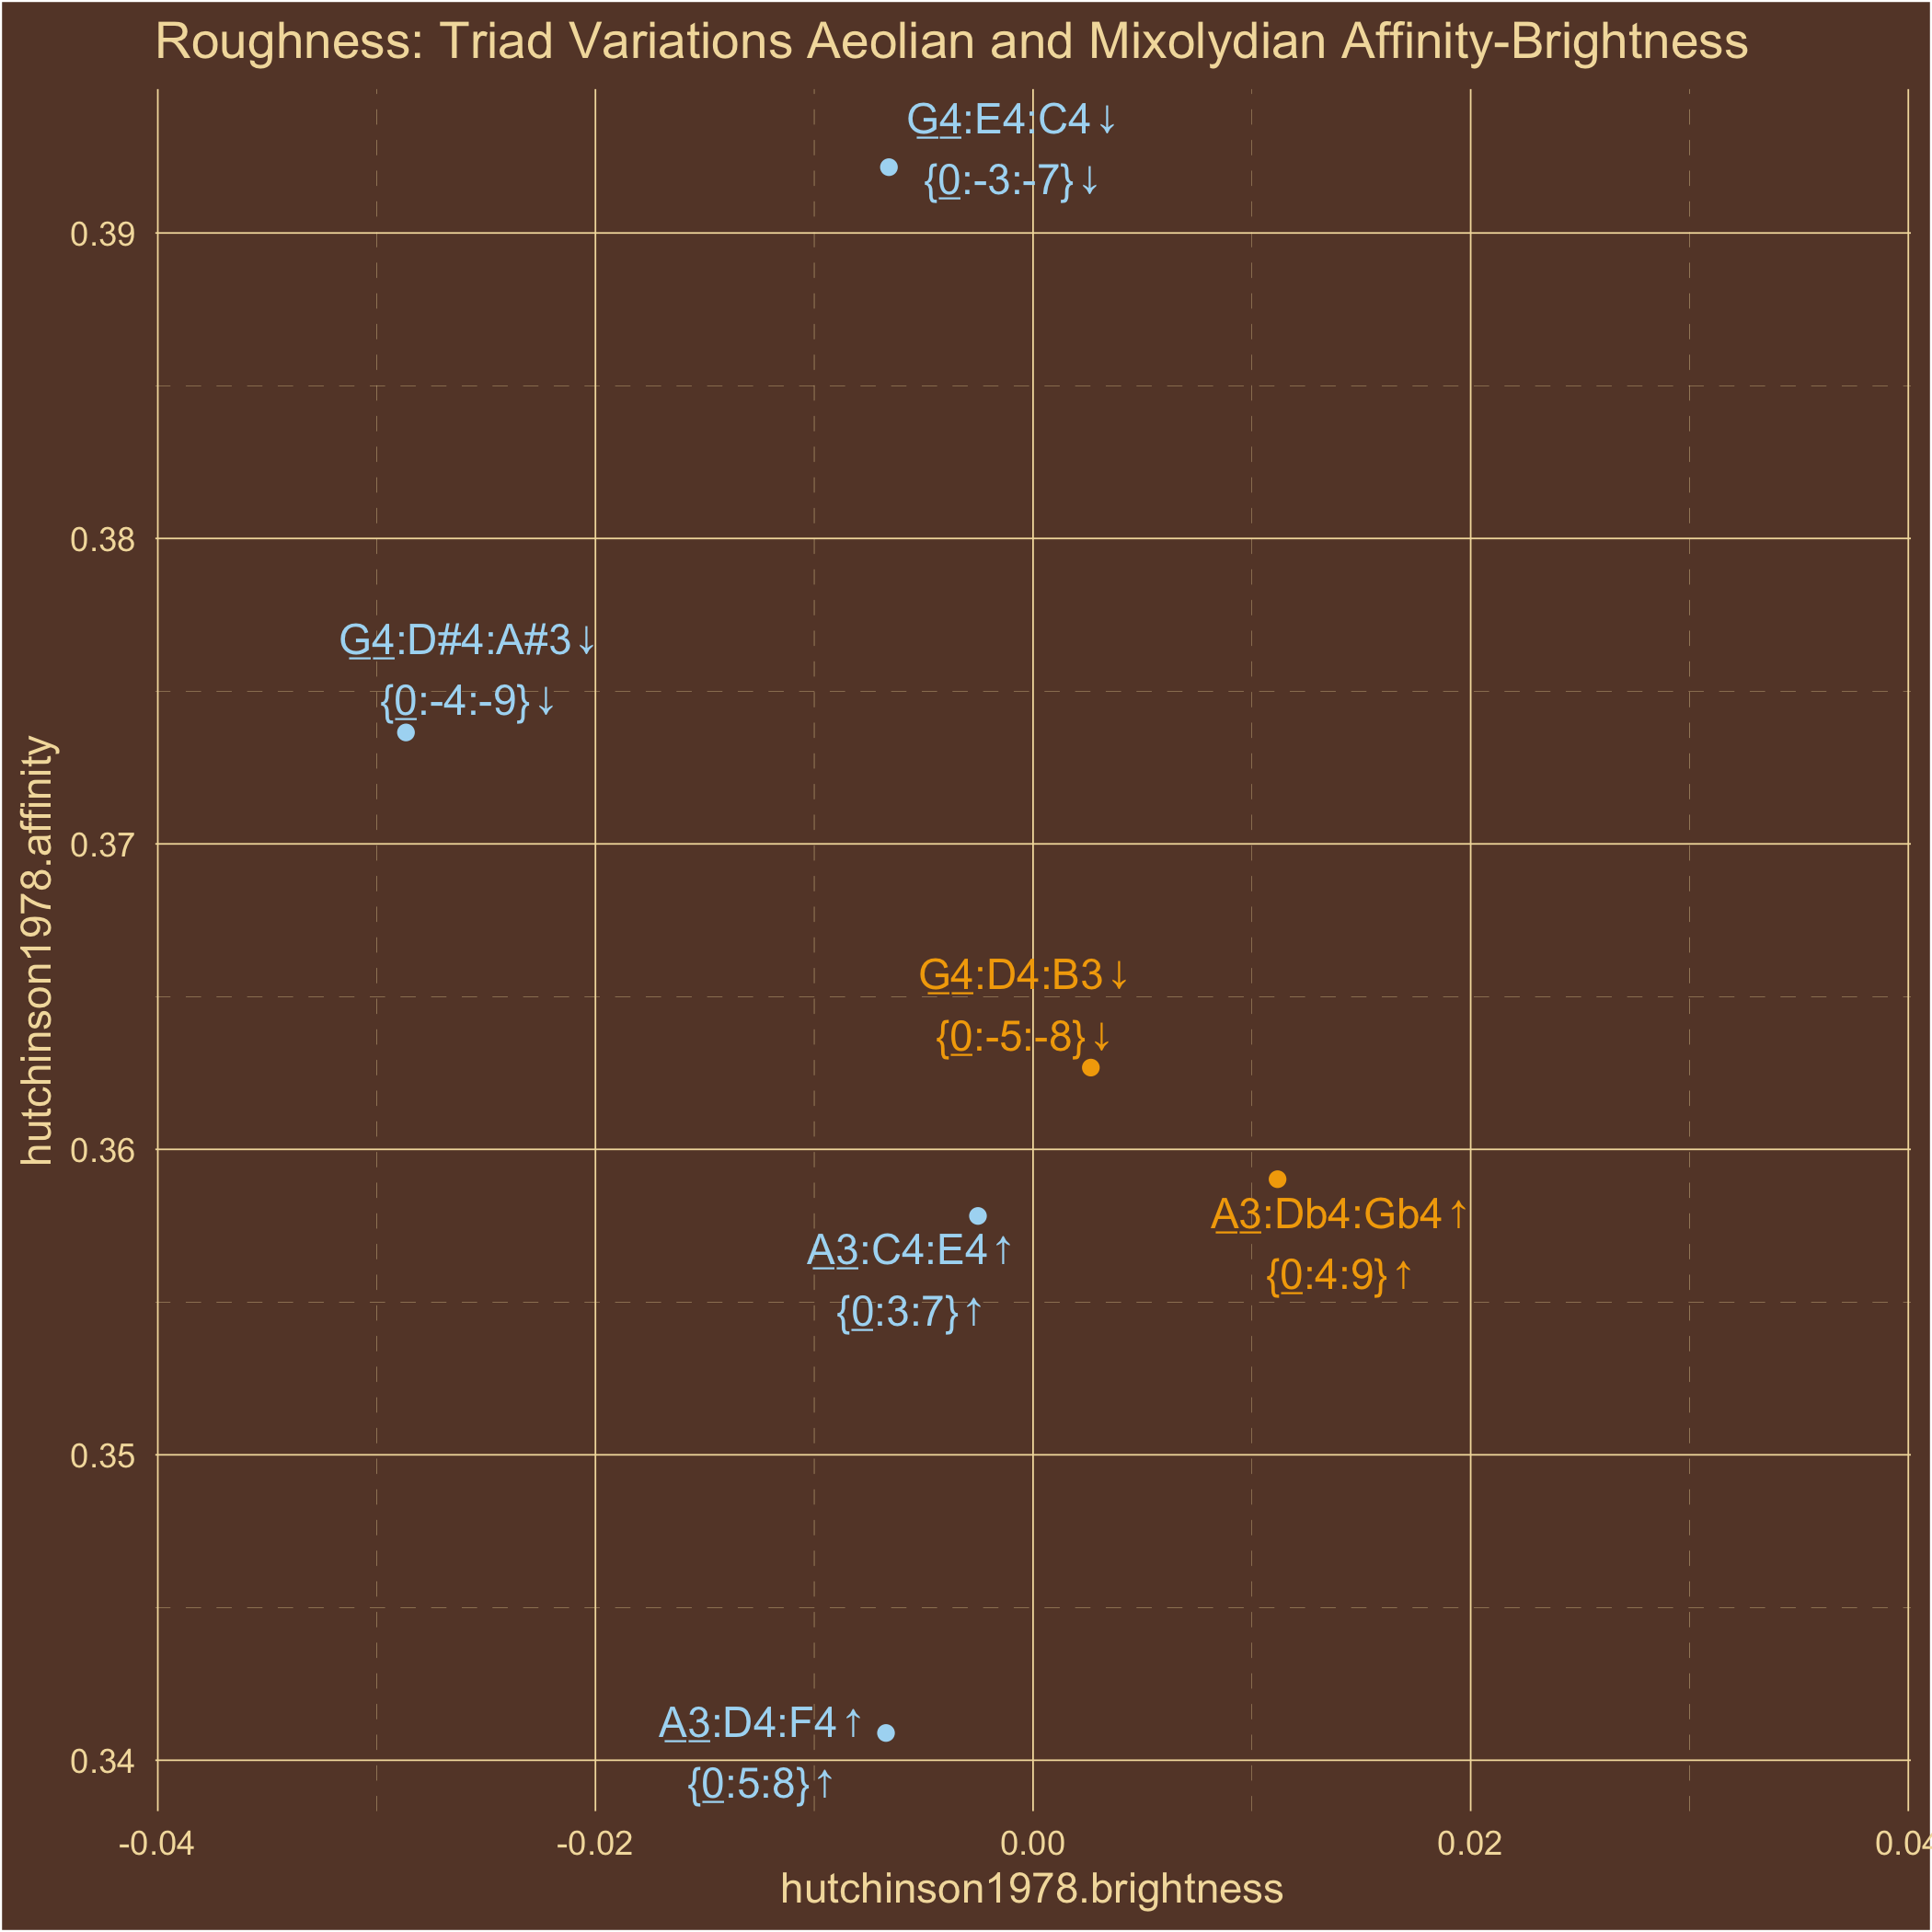 Roughness: Triad Variations Aeolian and Mixolydian Affinity-Brightness
G4:E4:C4↓
{0:-3:-7}↓
0.39
0.38
G4:D#4:A#3↓
{0:-4:-9}↓
0.37
hutchinson1978.affinity
G4:D4:B3↓
{0:-5:-8}↓
0.36
A3:Db4:Gb4↑
{0:4:9}↑
A3:C4:E4↑
{0:3:7}↑
0.35
A3:D4:F4↑
{0:5:8}↑
0.34
-0.04
-0.02
0.00
0.02
0.04
hutchinson1978.brightness